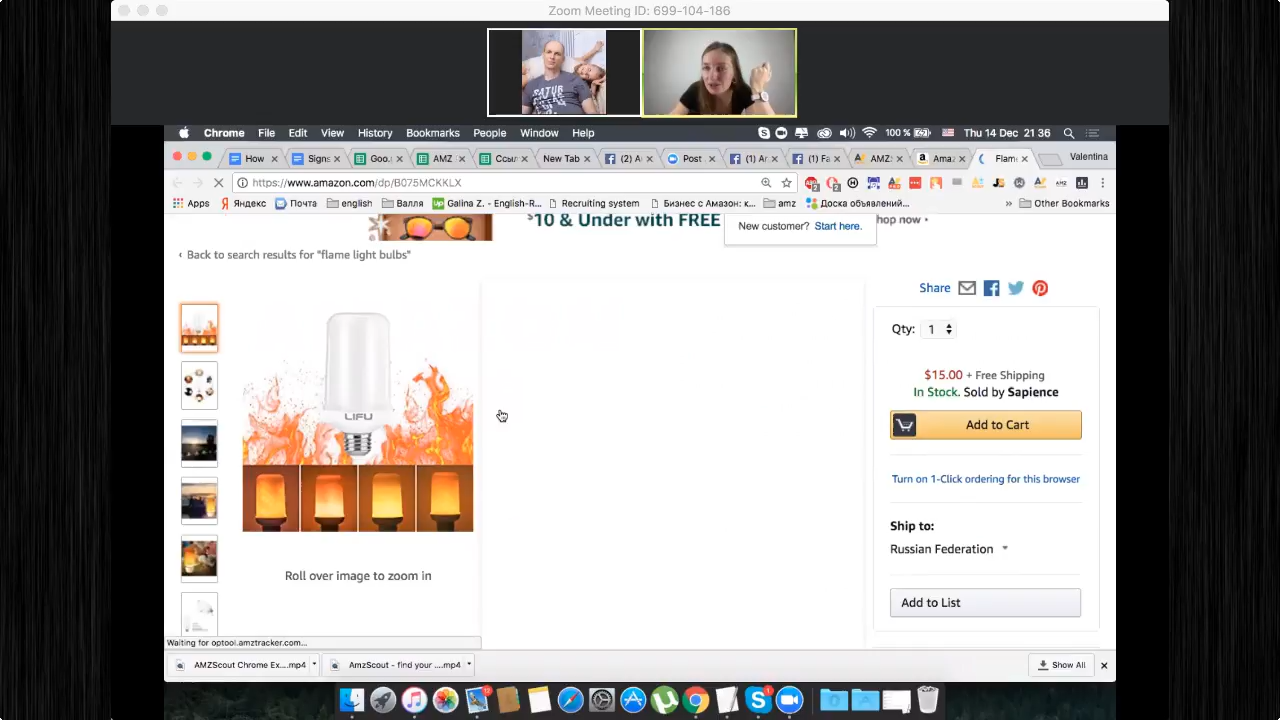 Zoom Meeting ID: 699-104-186
SATUR
Chrome File Edit View History Bookmarks People Window Help 100 % Thu 14 Dec 21 36
How Signs Goo. AMZ Ссыл New Tab (2) A Post (1) Ar (1) Fa AMZ Amaz Flame Valentina
https://www.amazon.com/dp/B075MCKKLX
Apps Яндекс Почта english Валля Galina Z. - English-R... Recruiting system Бизнес с Амазон: к... amz Доска объявлений... » Other Bookmarks
$10 & Under with FREE
New customer? Start here.
hop now
‹ Back to search results for "flame light bulbs"
Share
Qty: 1
$15.00 + Free Shipping
In Stock. Sold by Sapience
Add to Cart
Turn on 1-Click ordering for this browser
Ship to:
Russian Federation
Add to List
LIFU
Roll over image to zoom in
Waiting for optool.amztracker.com...
AMZScout Chrome Ex....mp4 AmzScout - find your ....mp4 Show All